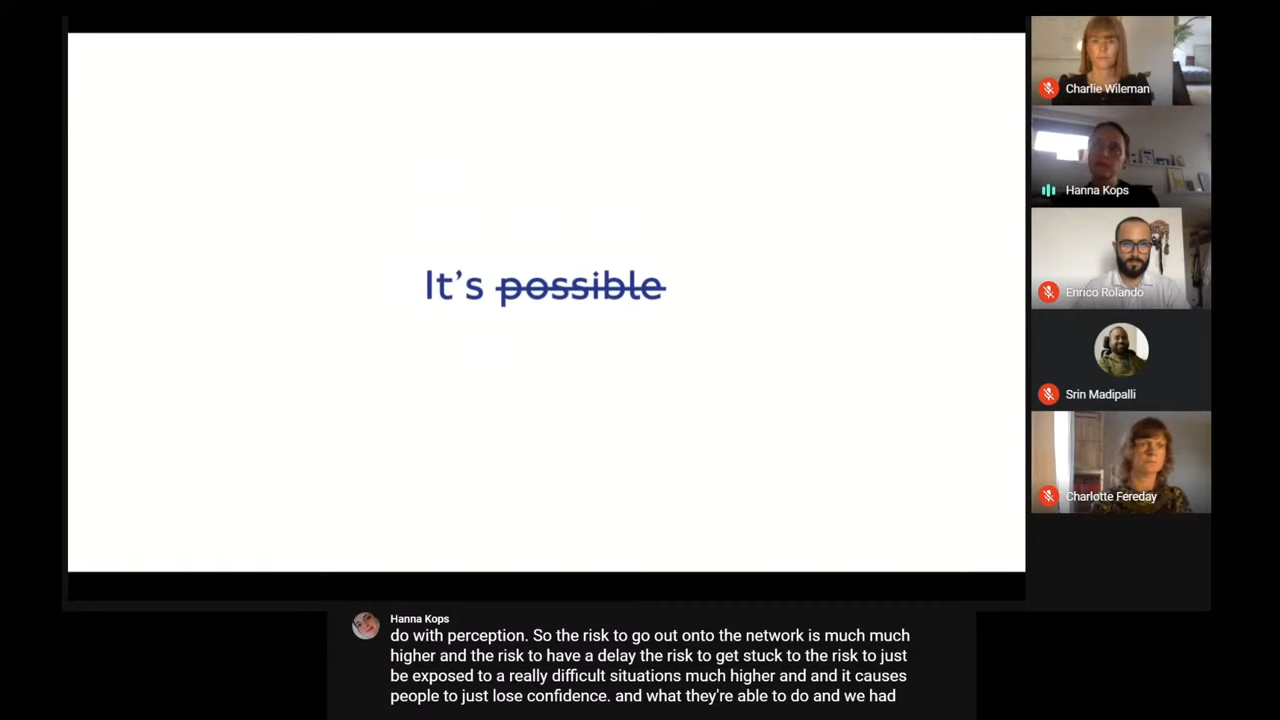 It's possible
Charlie Wileman
Hanna Kops
Enrico Rolando
Srin Madipalli
Charlotte Fereday
Hanna Kops
do with perception. So the risk to go out onto the network is much much
higher and the risk to have a delay the risk to get stuck to the risk to just
be exposed to a really difficult situations much higher and and it causes
people to just lose confidence. and what they're able to do and we had